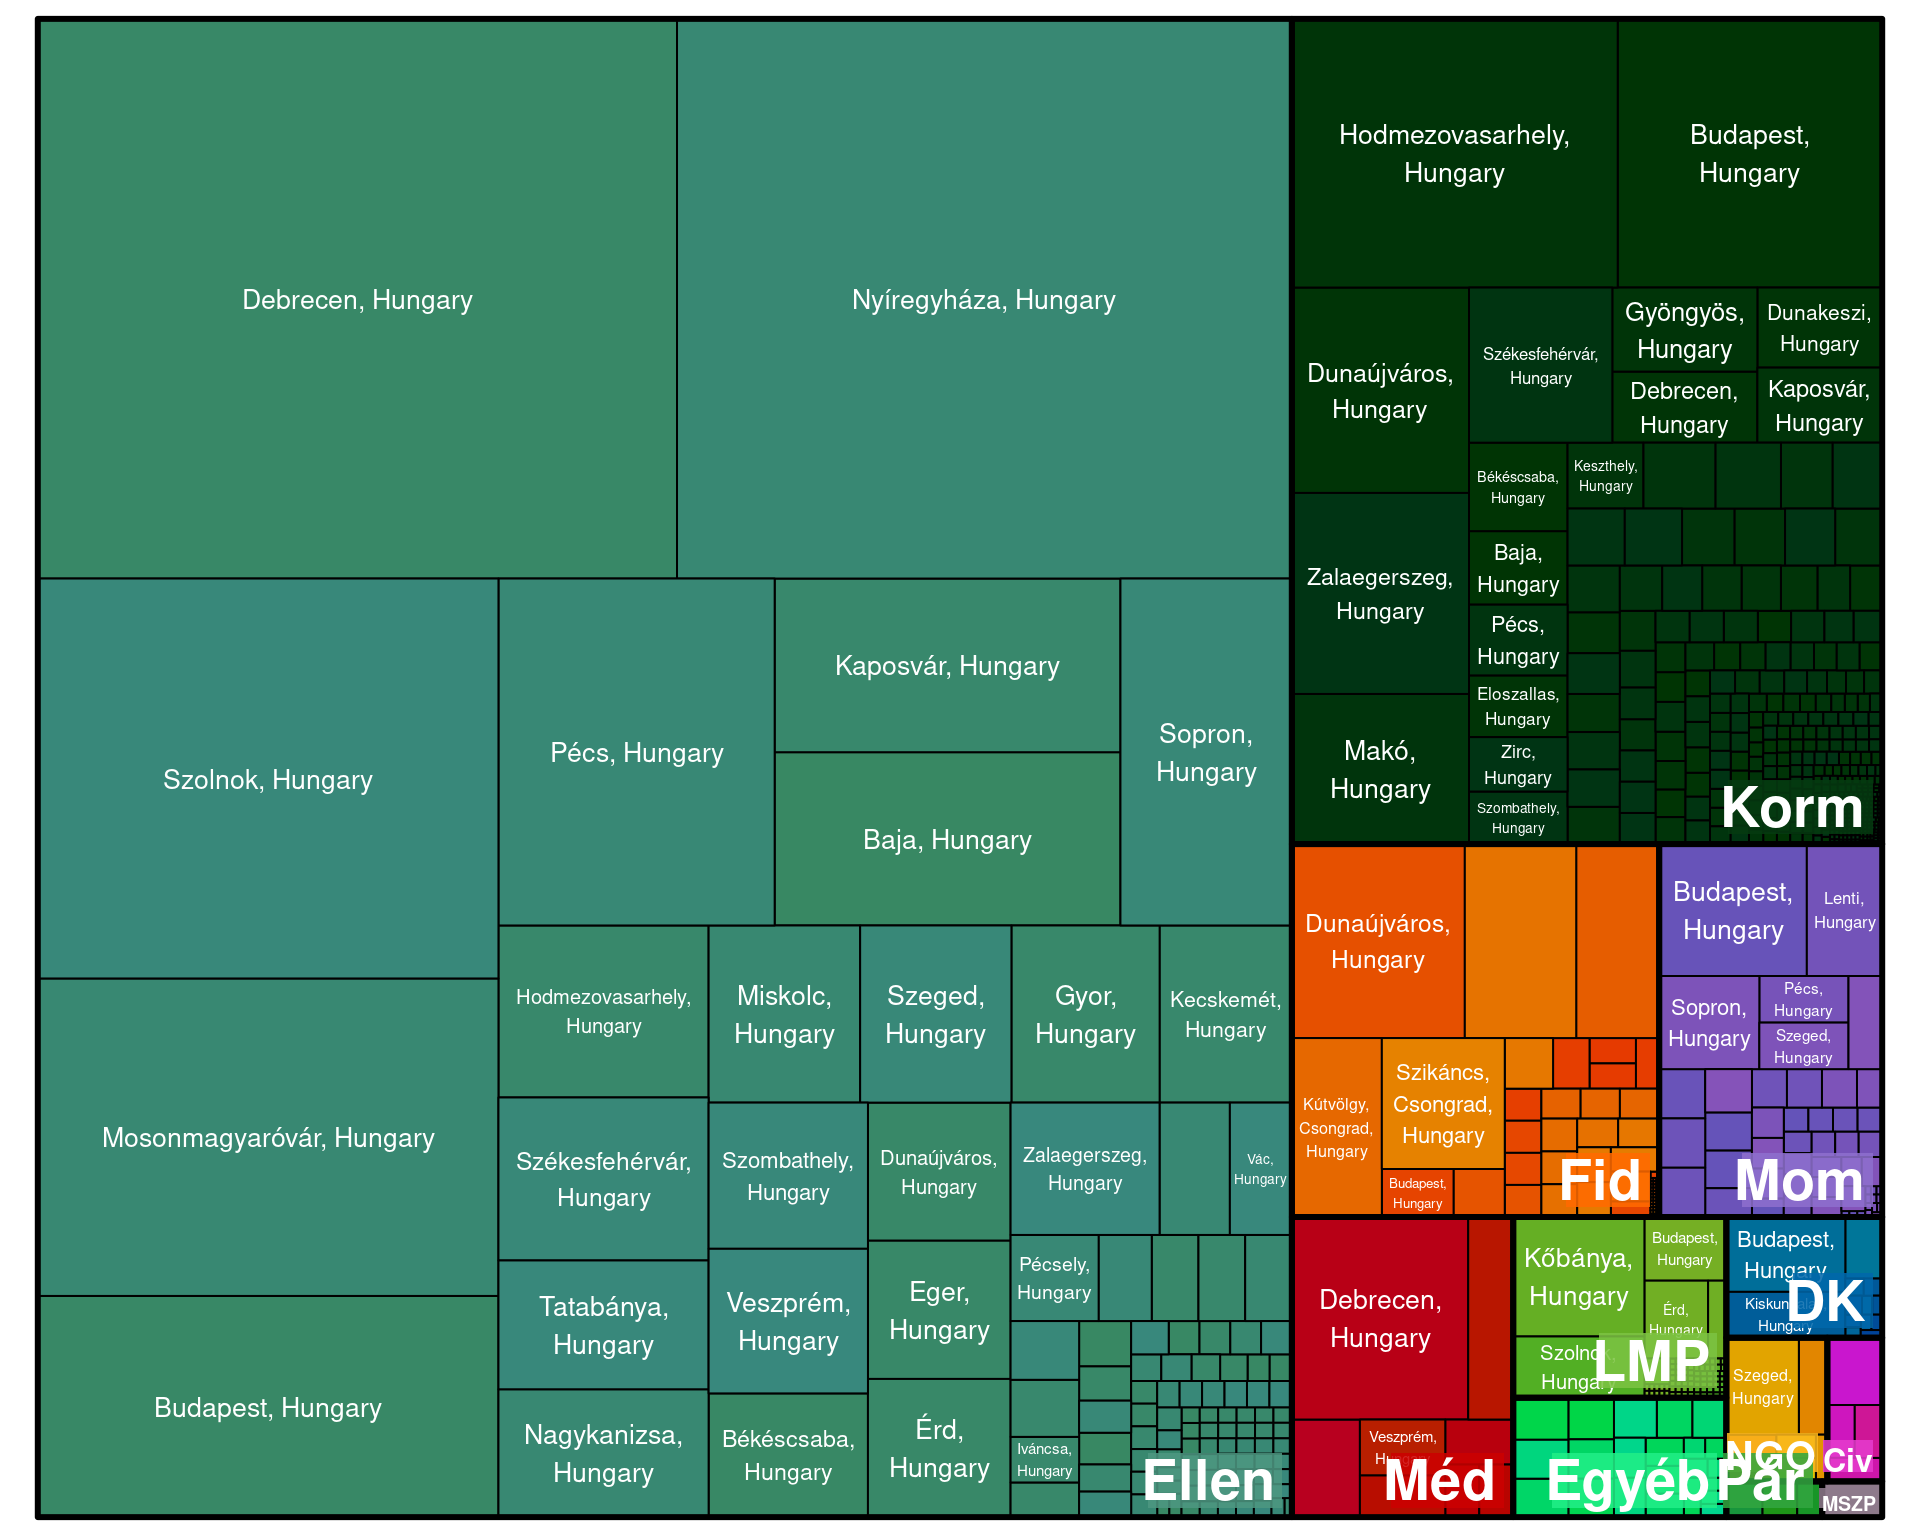 Debrecen, Hungary
Nyíregyháza, Hungary
Szolnok, Hungary
Mosonmagyaróvár, Hungary
Budapest, Hungary
Pécs, Hungary
Kaposvár, Hungary
Baja, Hungary
Sopron,
Hungary
Hodmezovasarhely,
Hungary
Miskolc,
Hungary
Szeged,
Hungary
Gyor,
Hungary
Kecskemét,
Hungary
Székesfehérvár,
Hungary
Tatabánya,
Hungary
Nagykanizsa,
Hungary
Szombathely,
Hungary
Veszprém,
Hungary
Békéscsaba,
Hungary
Dunaújváros,
Hungary
Eger,
Hungary
Érd,
Hungary
Zalaegerszeg,
Hungary
Vác,
Hungary
Pécsely,
Hungary
Iváncsa,
Hungary
Ellen
Hodmezovasarhely,
Hungary
Budapest,
Hungary
Dunaújváros,
Hungary
Zalaegerszeg,
Hungary
Makó,
Hungary
Székesfehérvár,
Hungary
Gyöngyös,
Hungary
Debrecen,
Hungary
Dunakeszi,
Hungary
Kaposvár,
Hungary
Békéscsaba,
Hungary
Baja,
Hungary
Pécs,
Hungary
Eloszallas,
Hungary
Zirc,
Hungary
Szombathely,
Hungary
Keszthely,
Hungary
Korm
Dunaújváros,
Hungary
Kútvölgy,
Csongrad,
Hungary
Szikáncs,
Csongrad,
Hungary
Budapest,
Hungary
Fid
Budapest,
Hungary
Lenti,
Hungary
Sopron,
Hungary
Pécs,
Hungary
Szeged,
Hungary
Mom
Debrecen,
Hungary
Veszprém,
Méd
Kőbánya,
Hungary
Szolnok,
Hungary
Budapest,
Hungary
Érd,
Hungary
LMP
Budapest,
Hungary
Hungary
DK
Szeged,
Hungary
NGO
Civ
Egyéb
Pár
MSZP